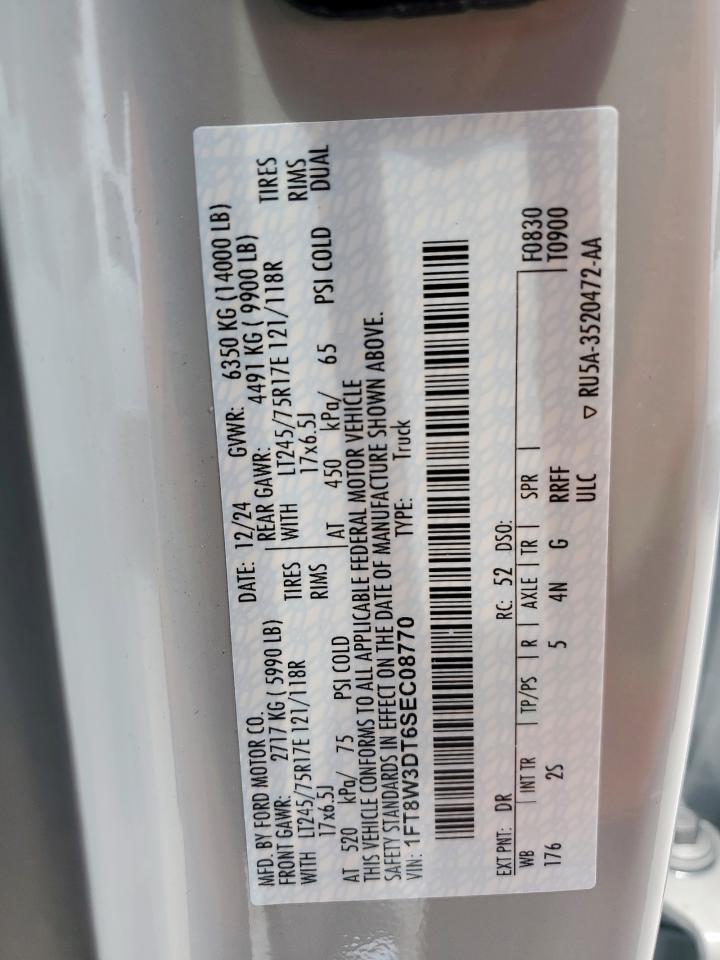 MFD. BY FORD MOTOR CO.
DATE: 12/24 GVWR: 6350 KG (14000 LB)
FRONT GAWR: 2717 KG ( 5990 LB) REAR GAWR: 4491 KG ( 9900 LB)
WITH LT245/75R17E 121/118R TIRES WITH LT245/75R17E 121/118R TIRES
17x6.5J RIMS 17x6.5J RIMS
AT 520 kPa/ 75 PSI COLD AT 450 kPa/ 65 PSI COLD DUAL
THIS VEHICLE CONFORMS TO ALL APPLICABLE FEDERAL MOTOR VEHICLE
SAFETY STANDARDS IN EFFECT ON THE DATE OF MANUFACTURE SHOWN ABOVE.
VIN: 1FT8W3DT6SEC08770 TYPE: Truck
EXT PNT: DR RC: 52 DSO: F0830
WB INT TR TP/PS R AXLE TR SPR T0900
176 2S 5 4N G RRFF
ULC ▽ RU5A-3520472-AA